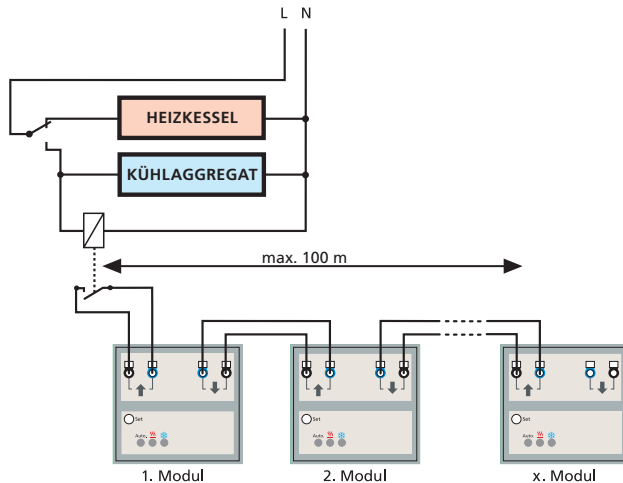 L N
HEIZKESSEL
KÜHLAGGREGAT
max. 100 m
Set
Auto.
Set
Auto.
Set
Auto.
1. Modul
2. Modul
x. Modul